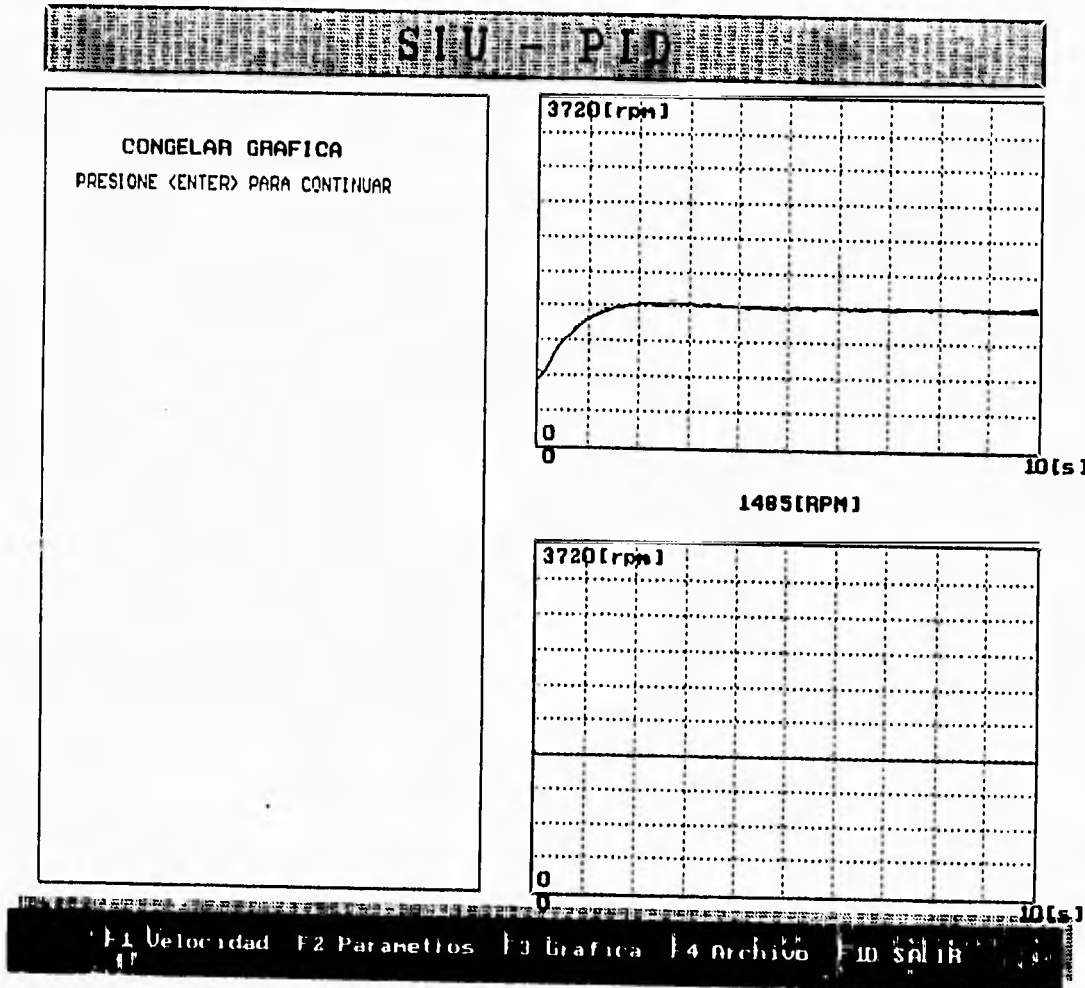 SIU - PID
CONGELAR GRAFICA
PRESIONE <ENTER> PARA CONTINUAR
3720[rpm]
0
0
10[s]
1485[RPM]
3720[rpm]
0
0
10[s]
F1 Velocidad F2 Parametros F3 Grafica F4 Archivo F10 SALIR